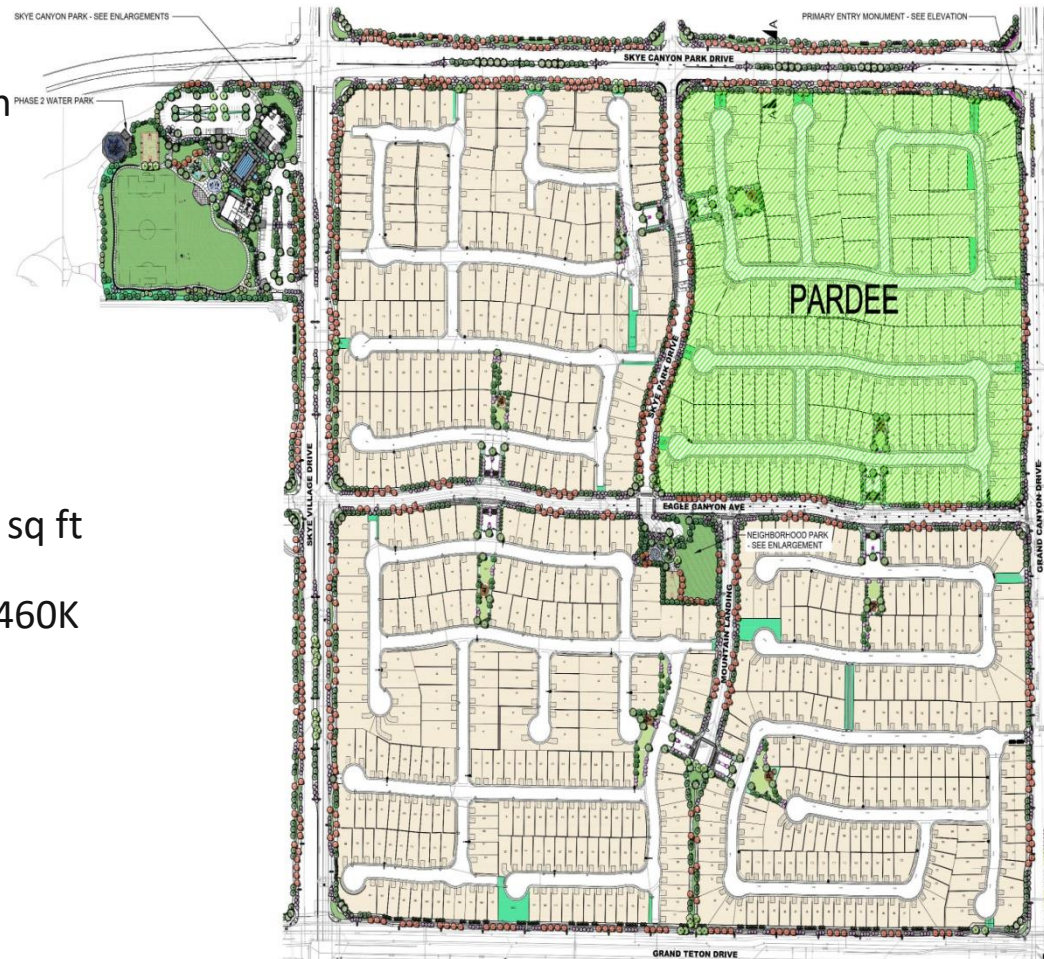 SKYE CANYON PARK - SEE ENLARGEMENTS
PRIMARY ENTRY MONUMENT - SEE ELEVATION
SKYE CANYON PARK DRIVE
A
PHASE 2 WATER PARK
n
A
PARDEE
SKYE PARK DRIVE
SKYE VILLAGE DRIVE
EAGLE CANYON AVE
GRAND CANYON DRIVE
sq ft
NEIGHBORHOOD PARK
- SEE ENLARGEMENT
460K
MOUNTAIN LANDING
GRAND TETON DRIVE